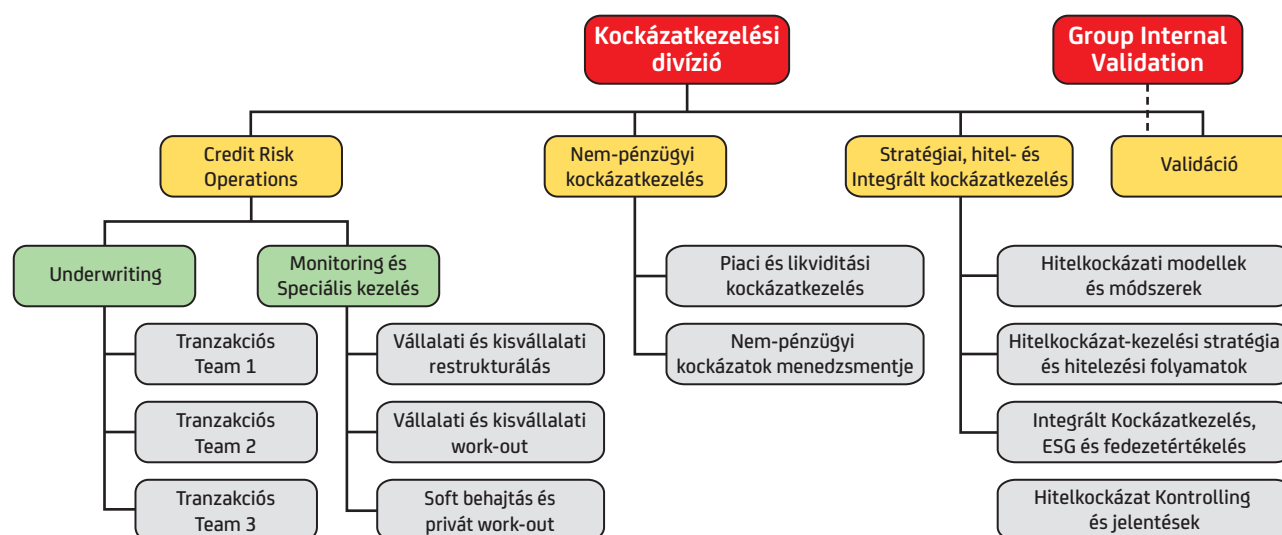 Kockázatkezelési
divízió
Group Internal
Validation
Credit Risk
Operations
Nem-pénzügyi
kockázatkezelés
Stratégiai, hitel- és
Integrált kockázatkezelés
Validáció
Underwriting
Monitoring és
Speciális kezelés
Piaci és likviditási
kockázatkezelés
Hitelkockázati modellek
és módszerek
Tranzakciós
Team 1
Vállalati és kisvállalati
restrukturálás
Nem-pénzügyi
kockázatok menedzsmentje
Hitelkockázat-kezelési stratégia
és hitelezési folyamatok
Tranzakciós
Team 2
Vállalati és kisvállalati
work-out
Integrált Kockázatkezelés,
ESG és fedezetértékelés
Tranzakciós
Team 3
Soft behajtás és
privát work-out
Hitelkockázat Kontrolling
és jelentések